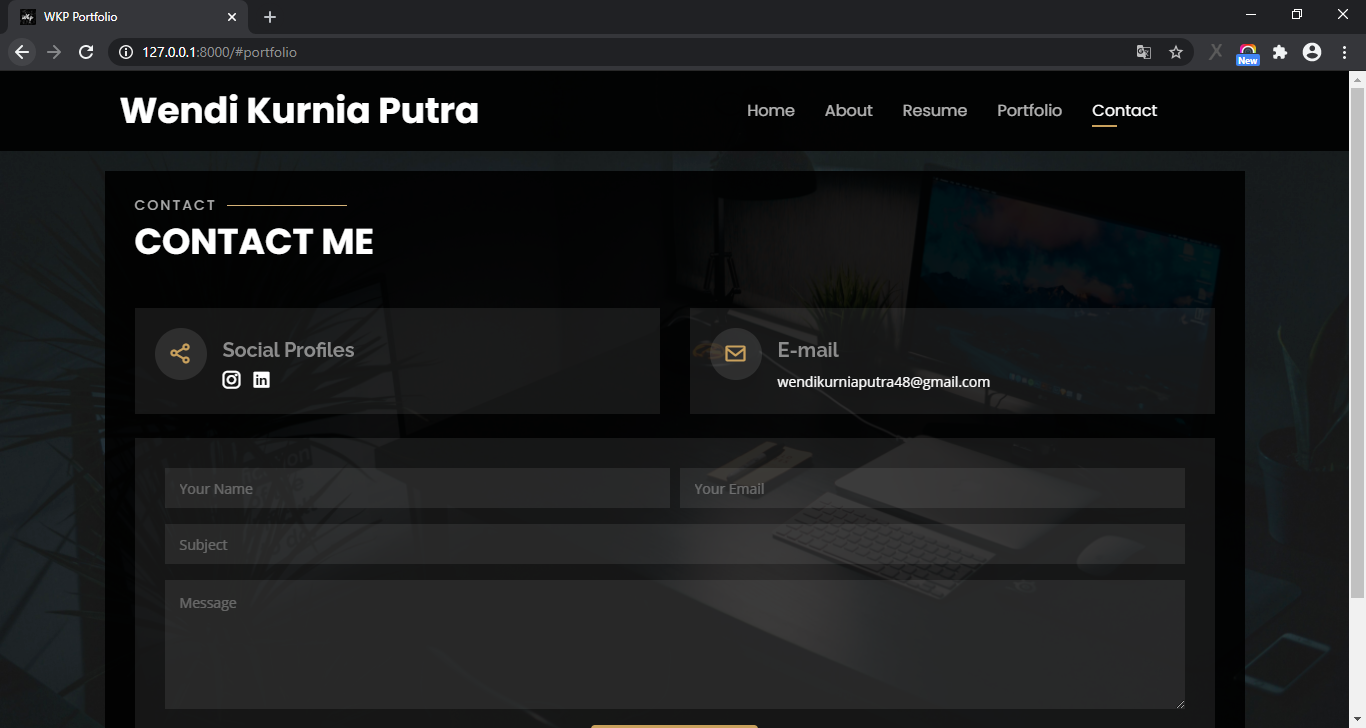 WKP Portfolio
127.0.0.1:8000/#portfolio
New
Wendi Kurnia Putra
Home About Resume Portfolio Contact
CONTACT
CONTACT ME
Social Profiles
E-mail
wendikurniaputra48@gmail.com
Your Name
Your Email
Subject
Message